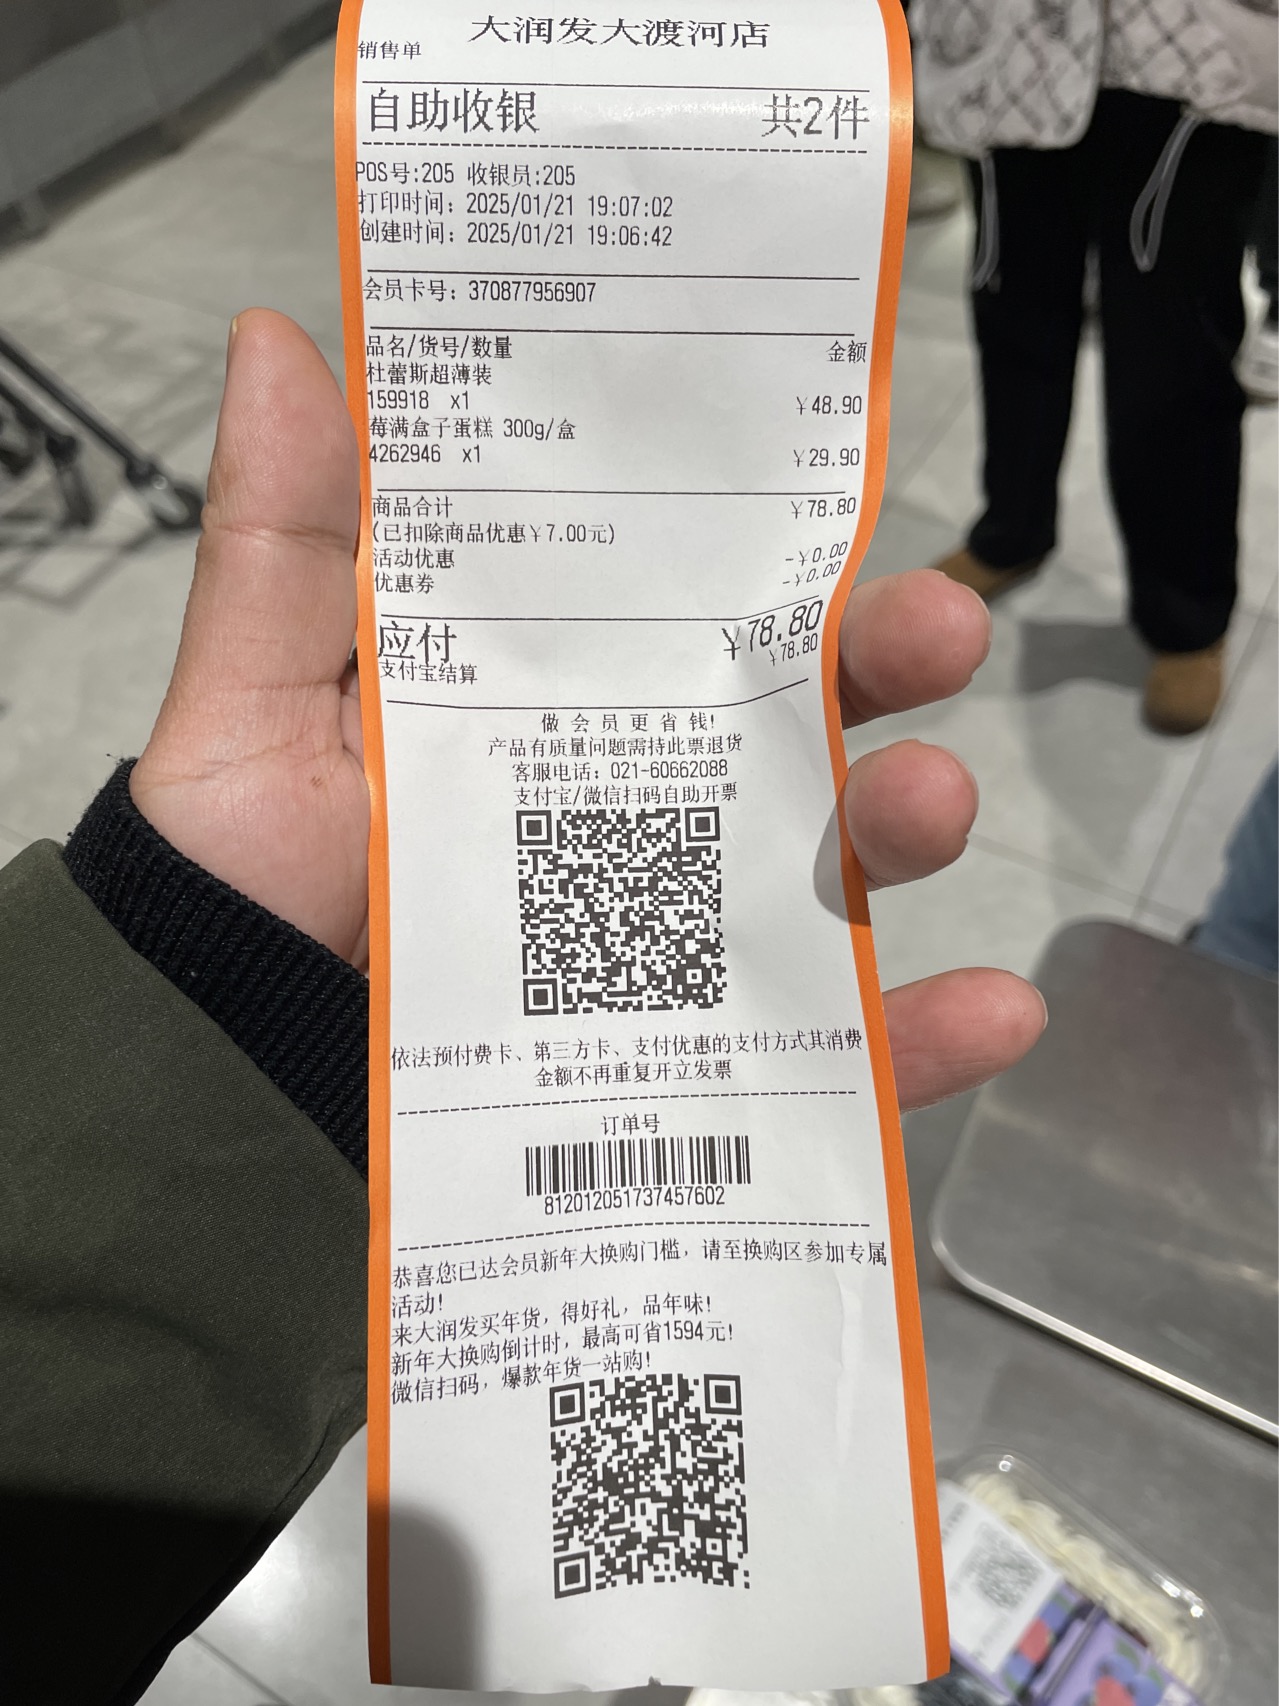 大润发大渡河店
销售单
自助收银 共2件
POS号:205 收银员:205
打印时间: 2025/01/21 19:07:02
创建时间: 2025/01/21 19:06:42
会员卡号: 370877956907
品名/货号/数量 金额
杜蕾斯超薄装
159918 x1 ￥48.90
莓满盒子蛋糕 300g/盒
4262946 x1 ￥29.90
商品合计 ￥78.80
(已扣除商品优惠￥7.00元)
活动优惠 -￥0.00
优惠券 -￥0.00
应付 ￥78.80
支付宝结算 ￥78.80
做会员更省钱!
产品有质量问题需持此票退货
客服电话: 021-60662088
支付宝/微信扫码自助开票
依法预付费卡、第三方卡、支付优惠的支付方式其消费
金额不再重复开立发票
订单号
812012051737457602
恭喜您已达会员新年大换购门槛，请至换购区参加专属
活动!
来大润发买年货，得好礼，品年味!
新年大换购倒计时，最高可省1594元!
微信扫码，爆款年货一站购!